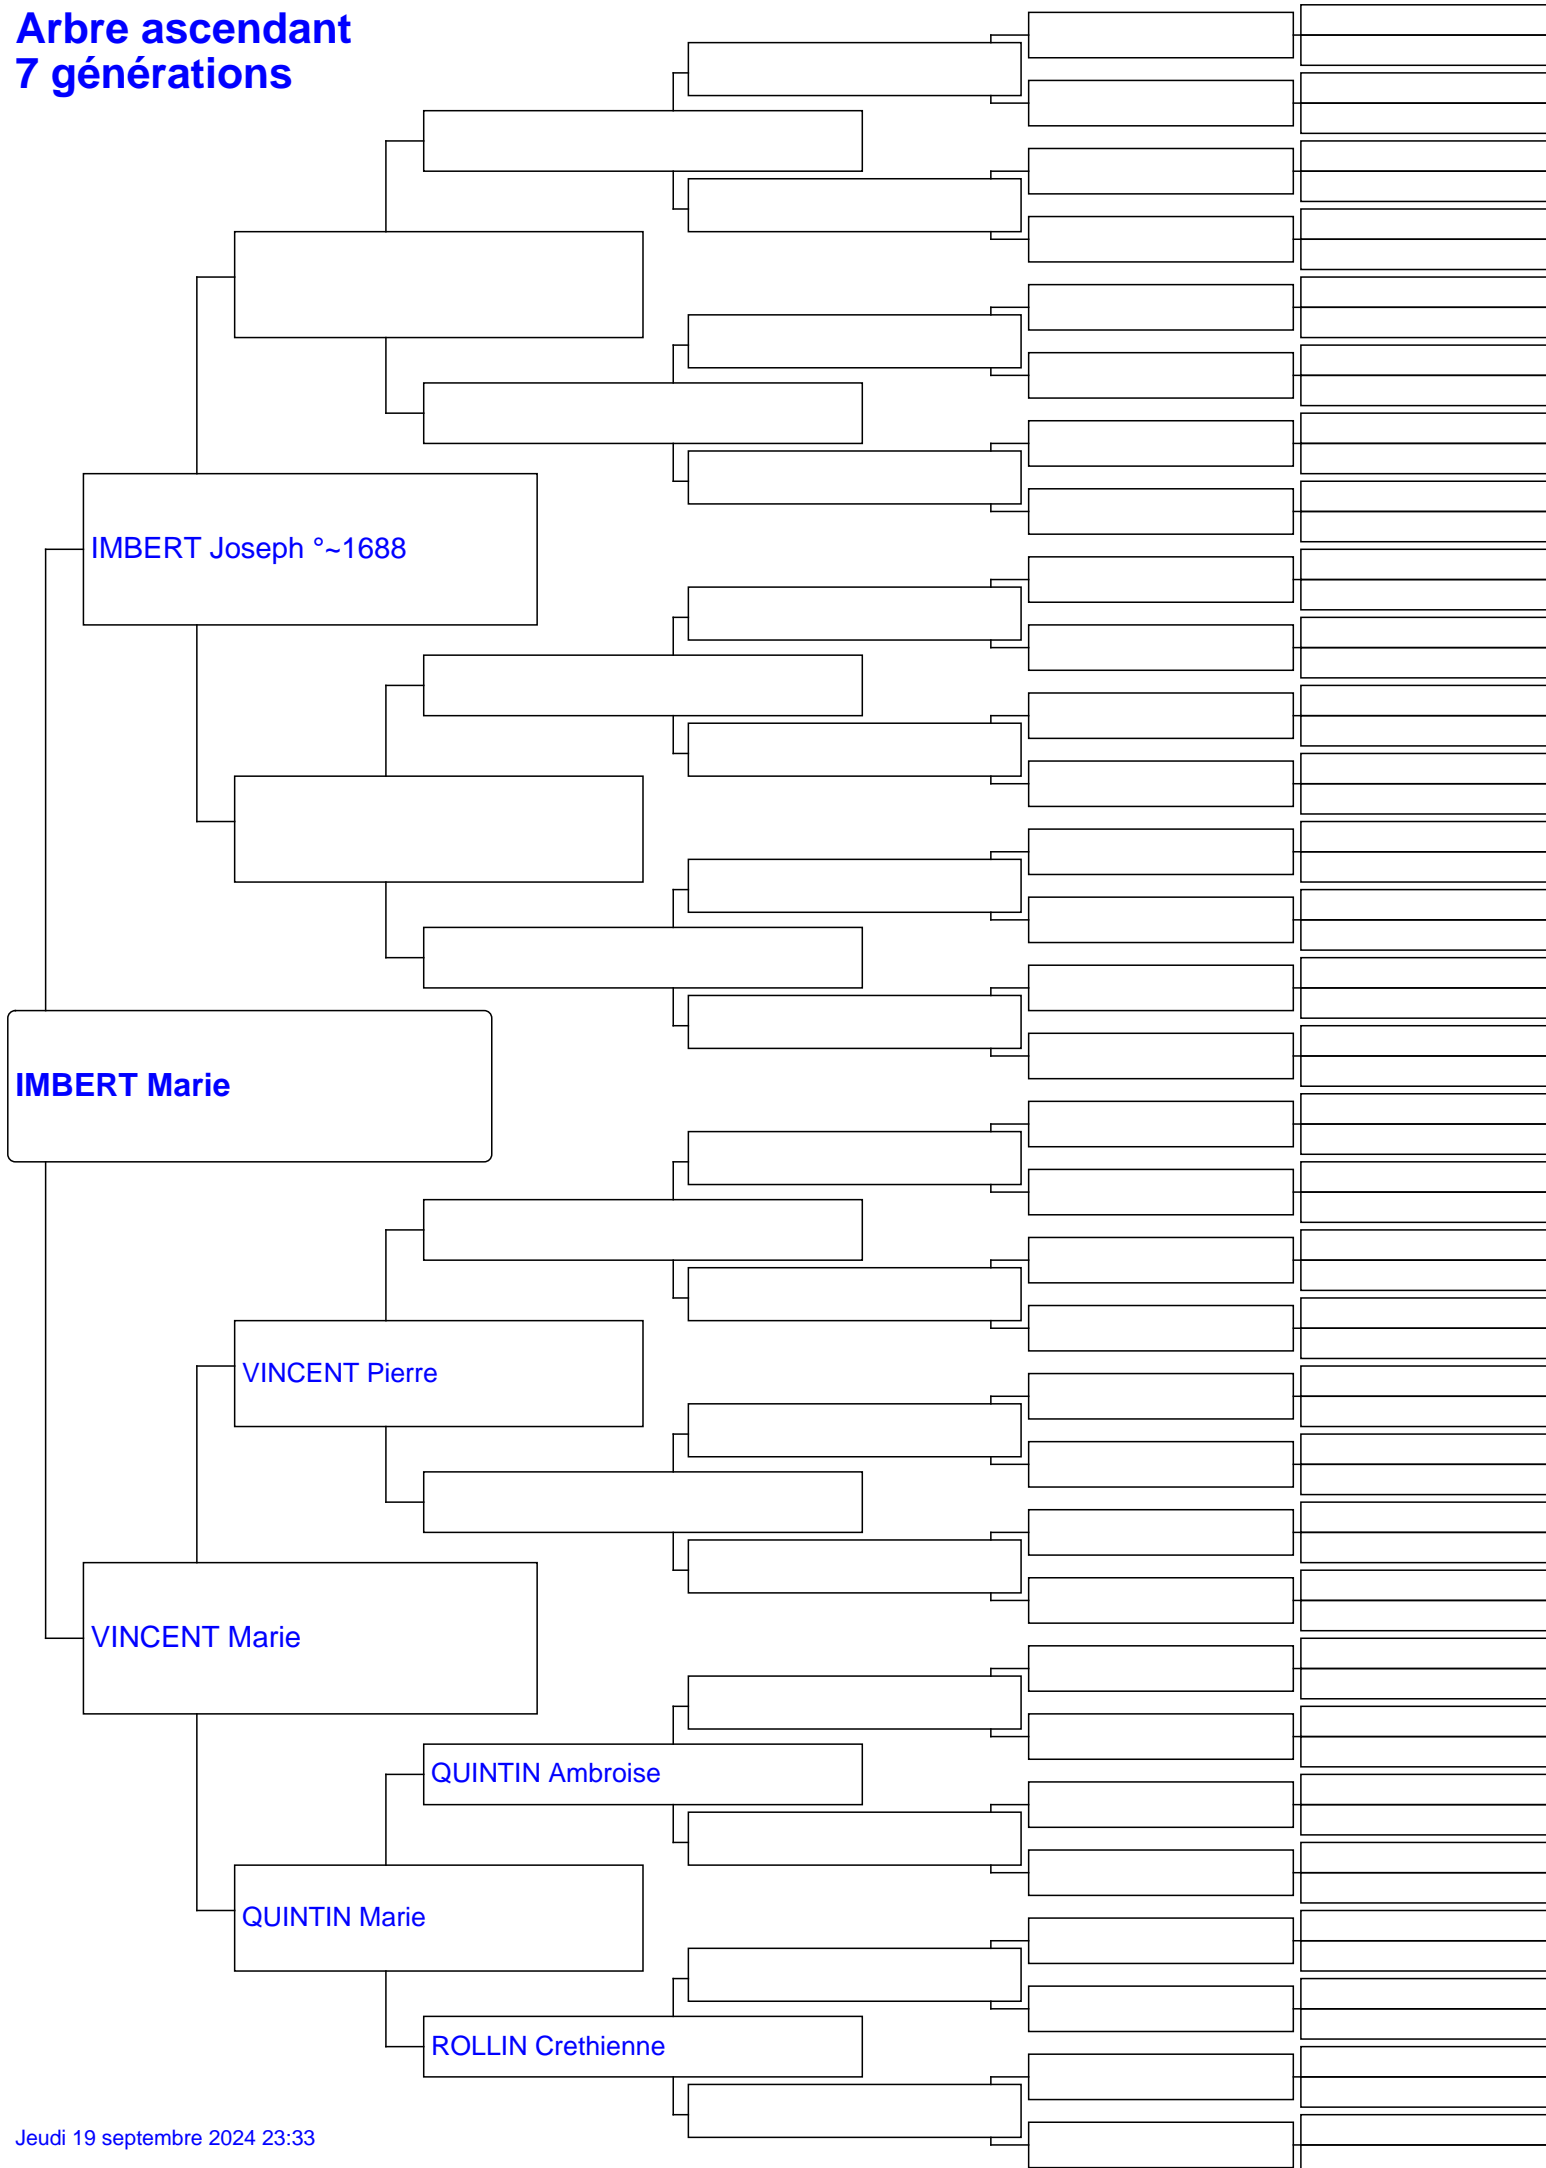 Arbre ascendant
7 générations
IMBERT Joseph °~1688
IMBERT Marie
VINCENT Pierre
VINCENT Marie
QUINTIN Ambroise
QUINTIN Marie
ROLLIN Crethienne
Jeudi 19 septembre 2024 23:33